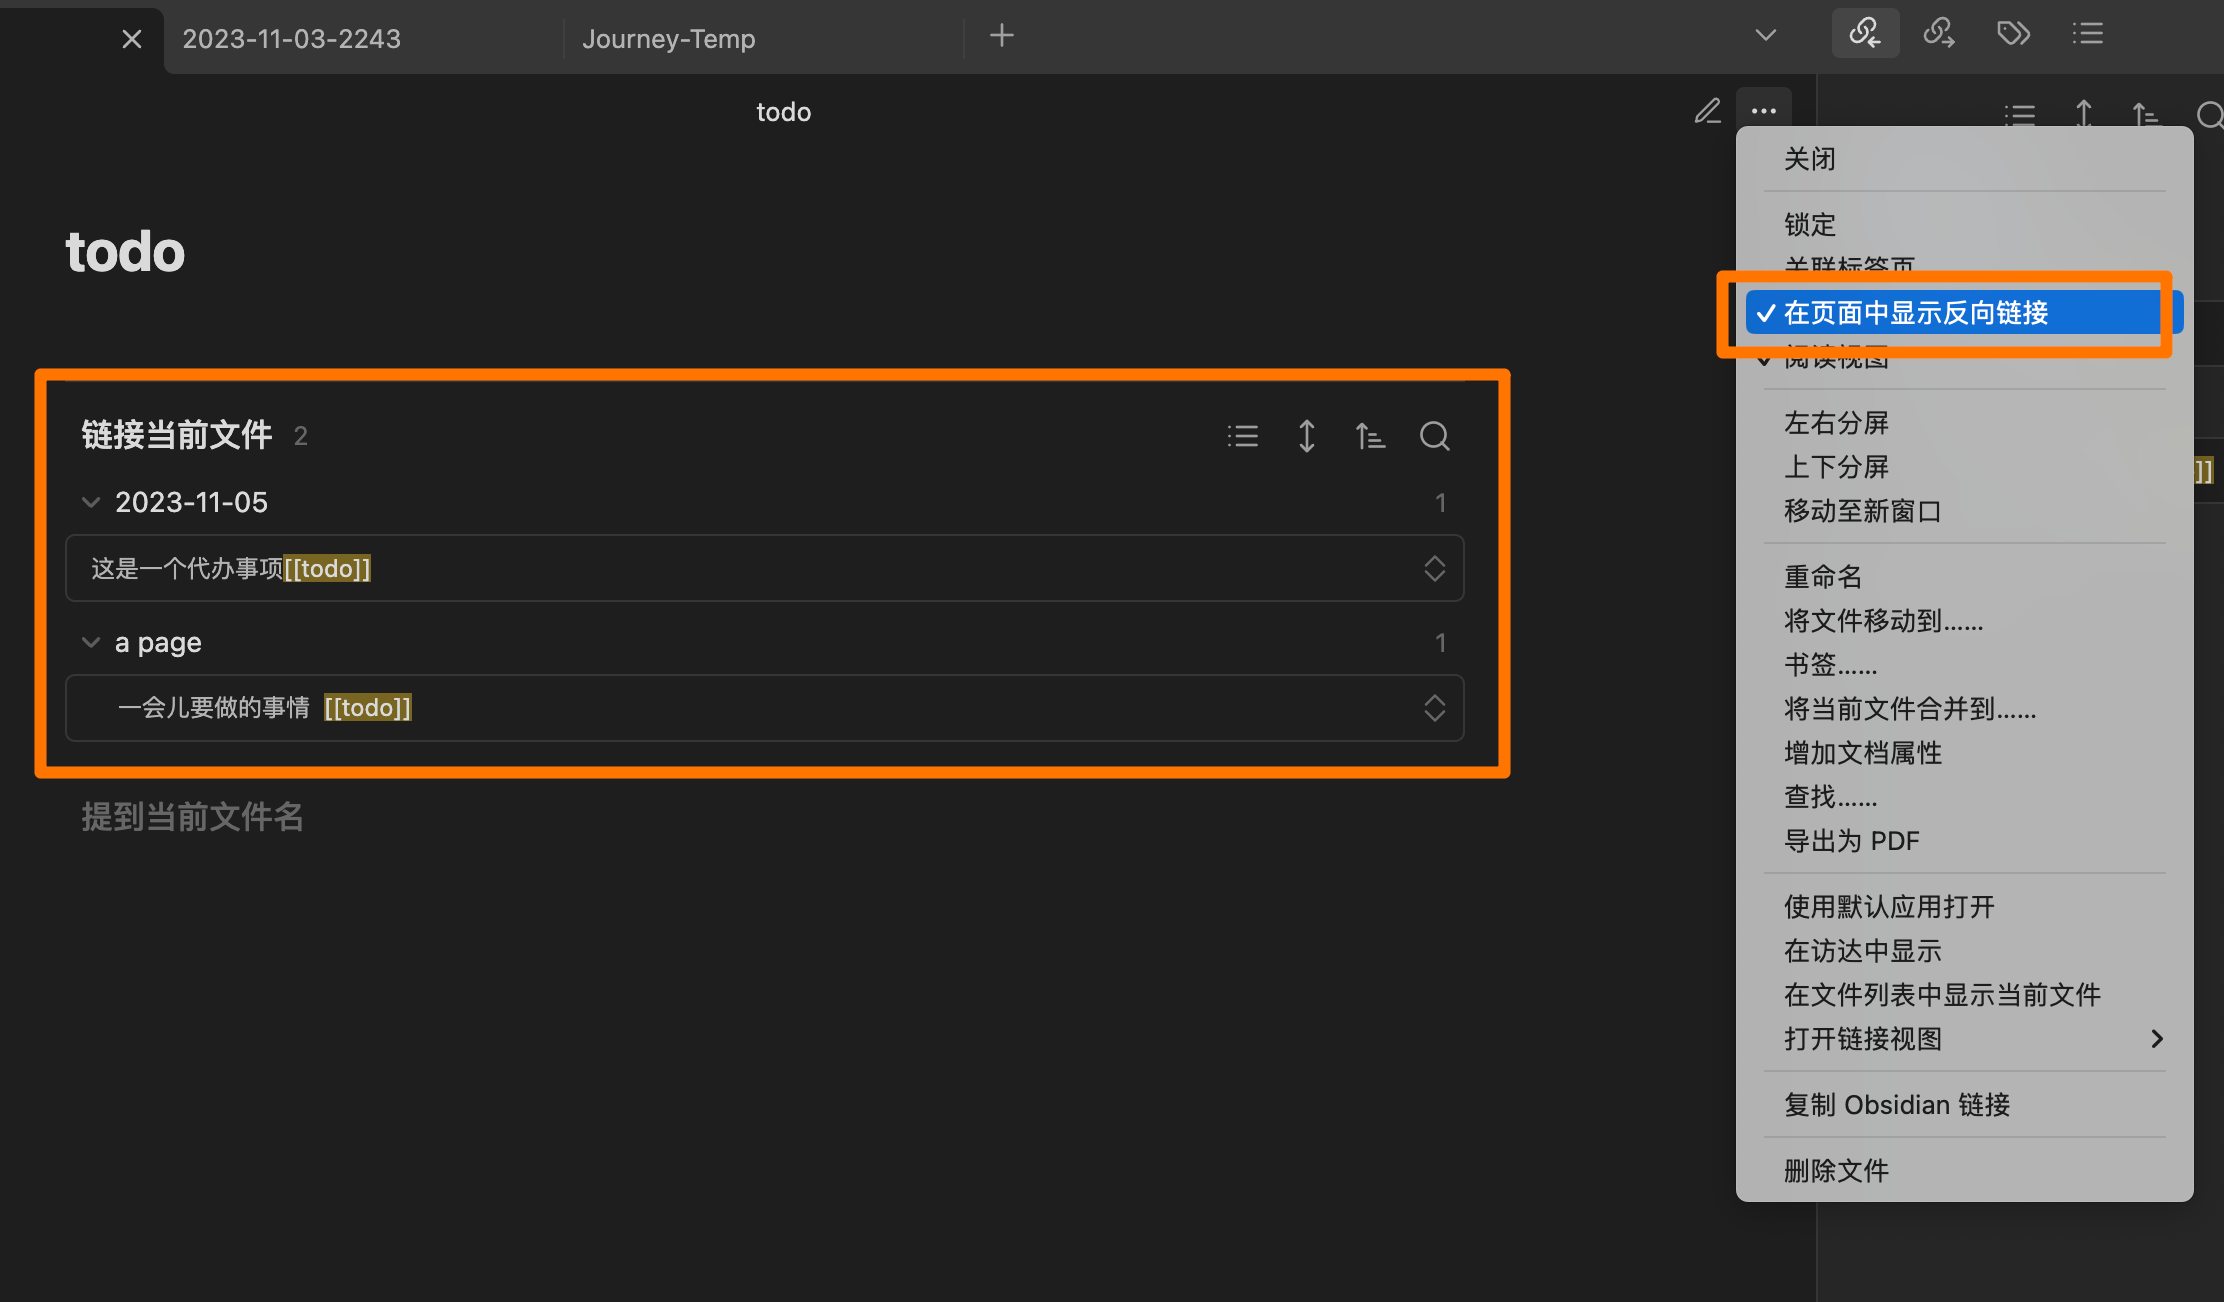 2023-11-03-2243
Journey-Temp
todo
todo
链接当前文件 2
2023-11-05 1
这是一个代办事项[[todo]]
a page 1
一会儿要做的事情 [[todo]]
提到当前文件名
关闭
锁定
关联标签页
在页面中显示反向链接
阅读视图
左右分屏
上下分屏
移动至新窗口
重命名
将文件移动到……
书签……
将当前文件合并到……
增加文档属性
查找……
导出为 PDF
使用默认应用打开
在访达中显示
在文件列表中显示当前文件
打开链接视图
复制 Obsidian 链接
删除文件
]]